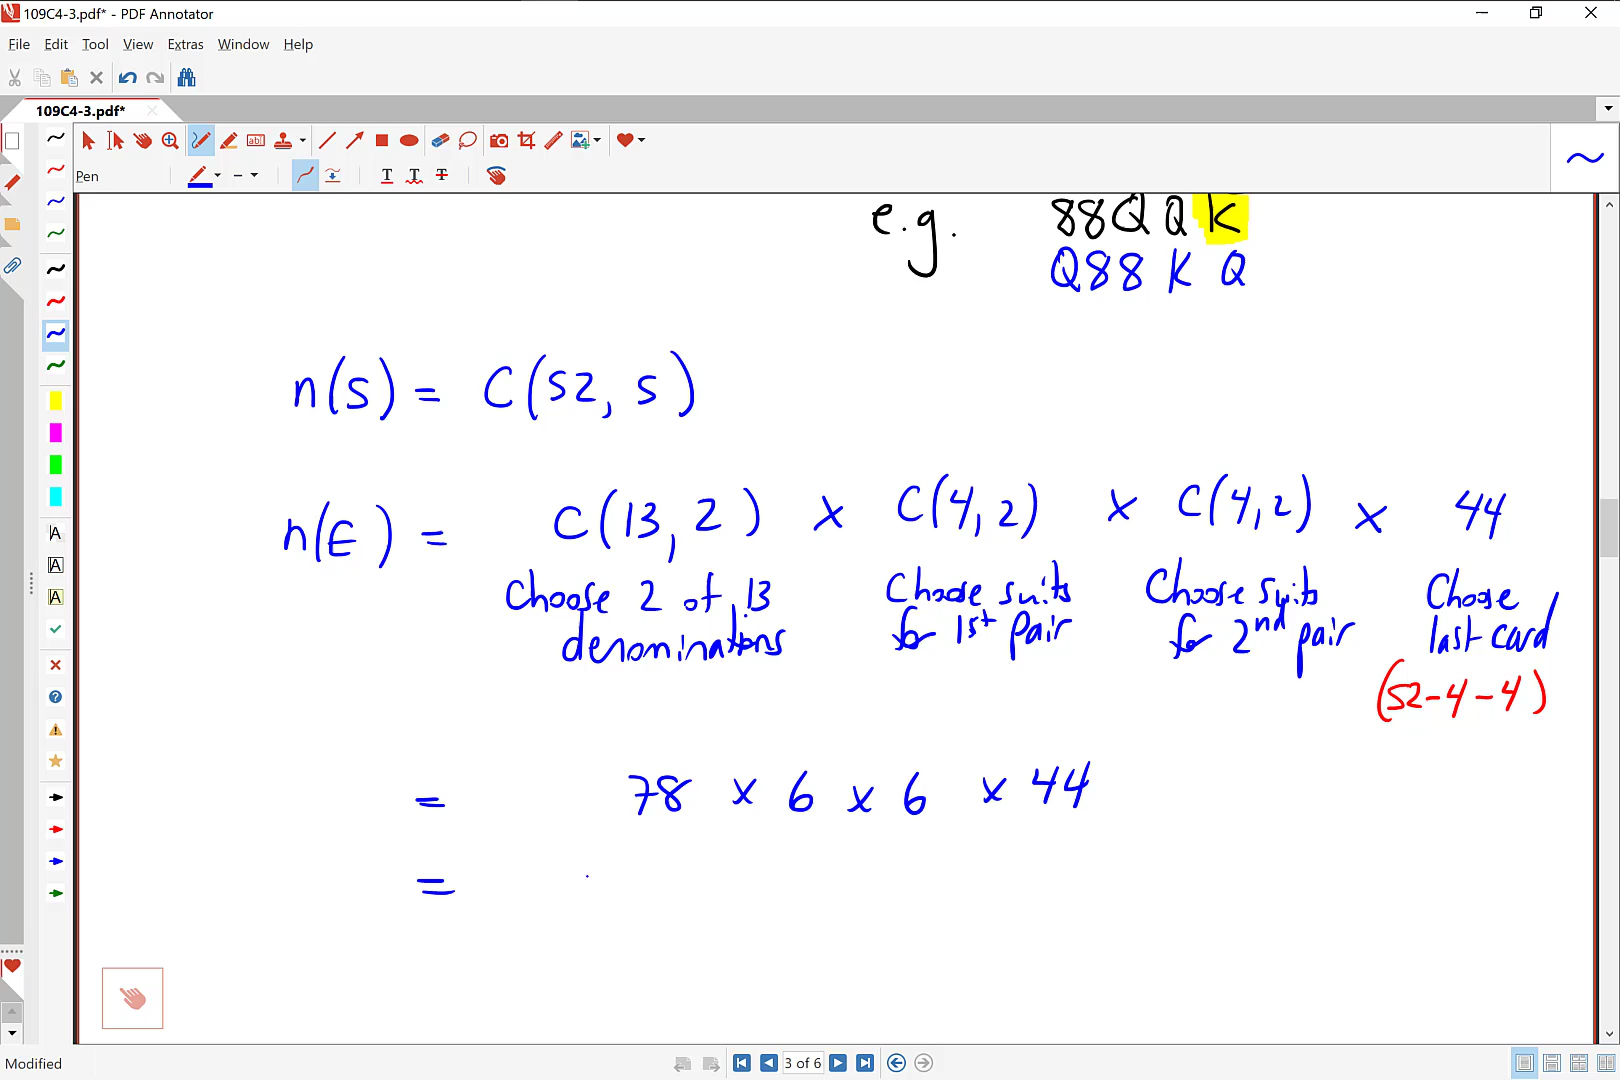 109C4-3.pdf* - PDF Annotator
File Edit Tool View Extras Window Help
109C4-3.pdf*
Pen
e.g. 88QQK
Q88KQ
n(S) = C(52, 5)
n(E) = C(13, 2) x C(4, 2) x C(4, 2) x 44
Choose 2 of 13 denominations
Choose suits for 1st pair
Choose suits for 2nd pair
Choose last card
(52-4-4)
= 78 x 6 x 6 x 44
=
Modified
3 of 6